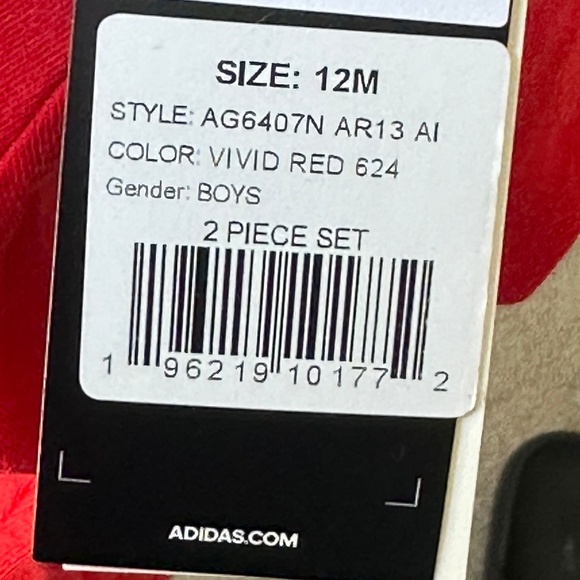 SIZE: 12M
STYLE: AG6407N AR13 AI
COLOR: VIVID RED 624
Gender: BOYS
2 PIECE SET
1 96219 10177 2
ADIDAS.COM